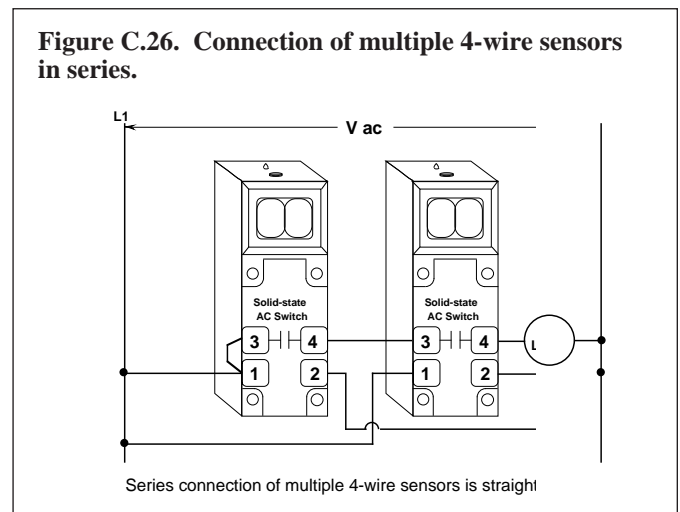 Figure C.26. Connection of multiple 4-wire sensors
in series.
L1
V ac
Solid-state
AC Switch
Solid-state
AC Switch
3
4
3
4
1
2
1
2
Series connection of multiple 4-wire sensors is